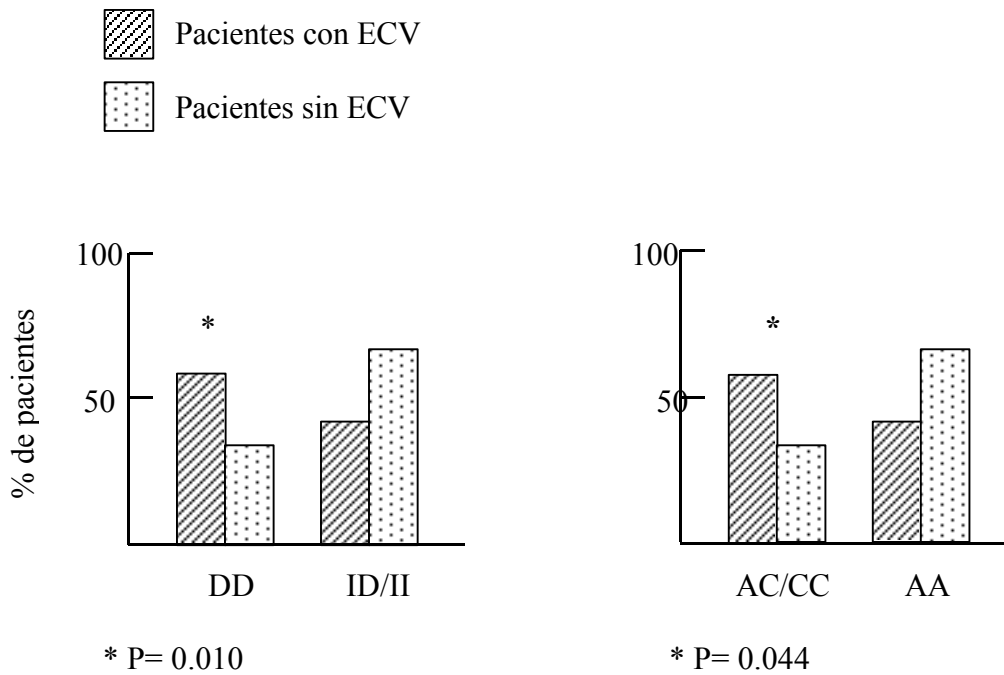 Pacientes con ECV
Pacientes sin ECV
% de pacientes
100
*
50
DD ID/II
* P= 0.010
100
*
50
AC/CC AA
* P= 0.044